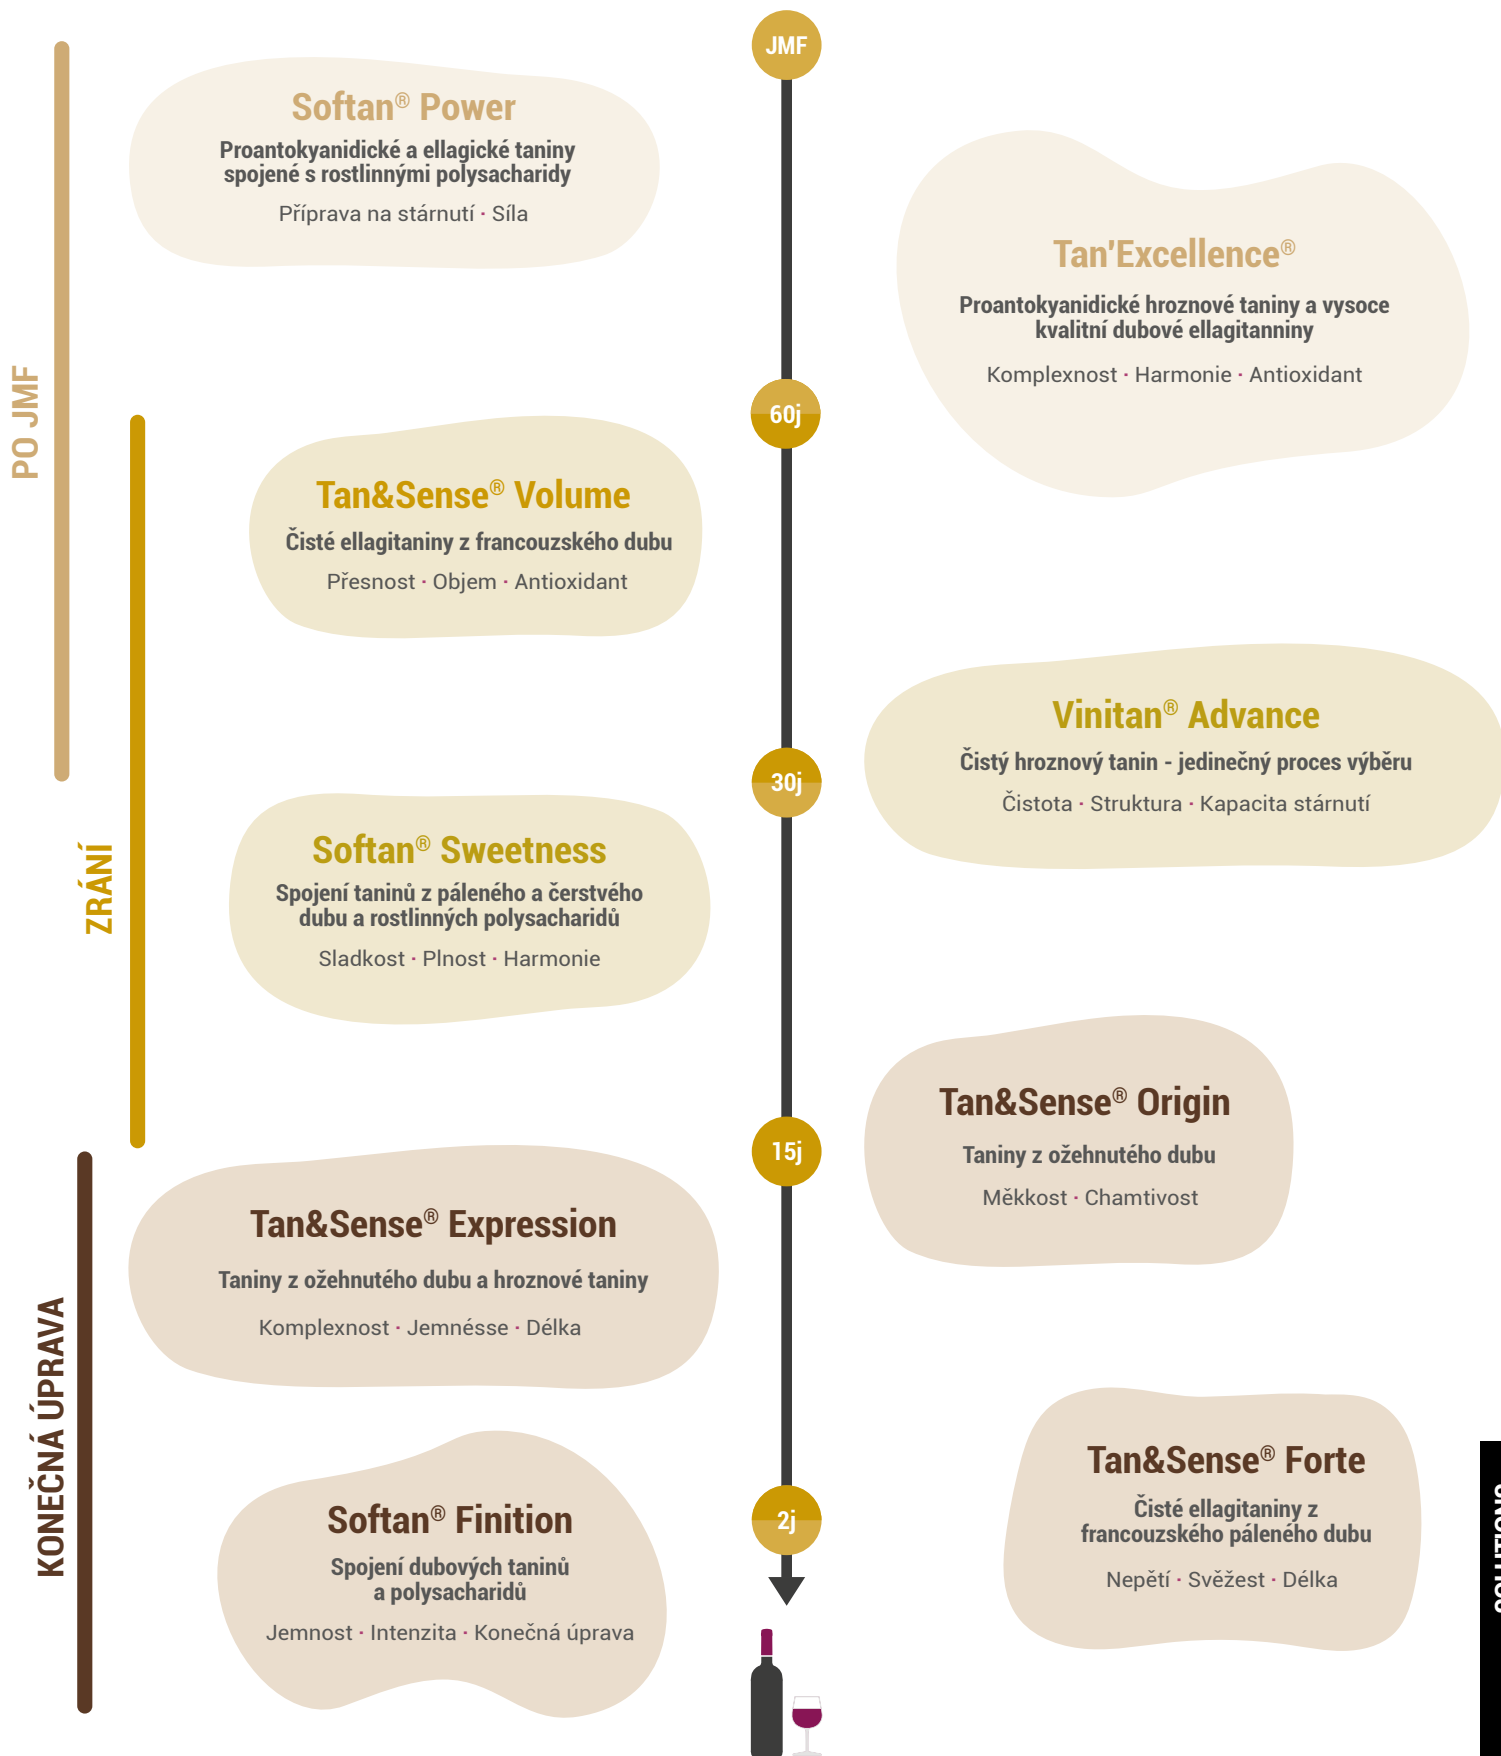 JMF
Softan® Power
Proantokyanidické a ellagické taniny
spojené s rostlinnými polysacharidy
Příprava na stárnutí · Síla
Tan'Excellence®
Proantokyanidické hroznové taniny a vysoce
kvalitní dubové ellagitanniny
Komplexnost · Harmonie · Antioxidant
PO JMF
60j
Tan&Sense® Volume
Čisté ellagitaniny z francouzského dubu
Přesnost · Objem · Antioxidant
Vinitan® Advance
Čistý hroznový tanin - jedinečný proces výběru
Čistota · Struktura · Kapacita stárnutí
30j
Softan® Sweetness
Spojení taninů z páleného a čerstvého
dubu a rostlinných polysacharidů
Sladkost · Plnost · Harmonie
ZRÁNÍ
Tan&Sense® Origin
Taniny z ožehnutého dubu
Měkkost · Chamtivost
15j
Tan&Sense® Expression
Taniny z ožehnutého dubu a hroznové taniny
Komplexnost · Jemnésse · Délka
KONEČNÁ ÚPRAVA
Tan&Sense® Forte
Čisté ellagitaniny z
francouzského páleného dubu
Nepětí · Svěžest · Délka
2j
Softan® Finition
Spojení dubových taninů
a polysacharidů
Jemnost · Intenzita · Konečná úprava